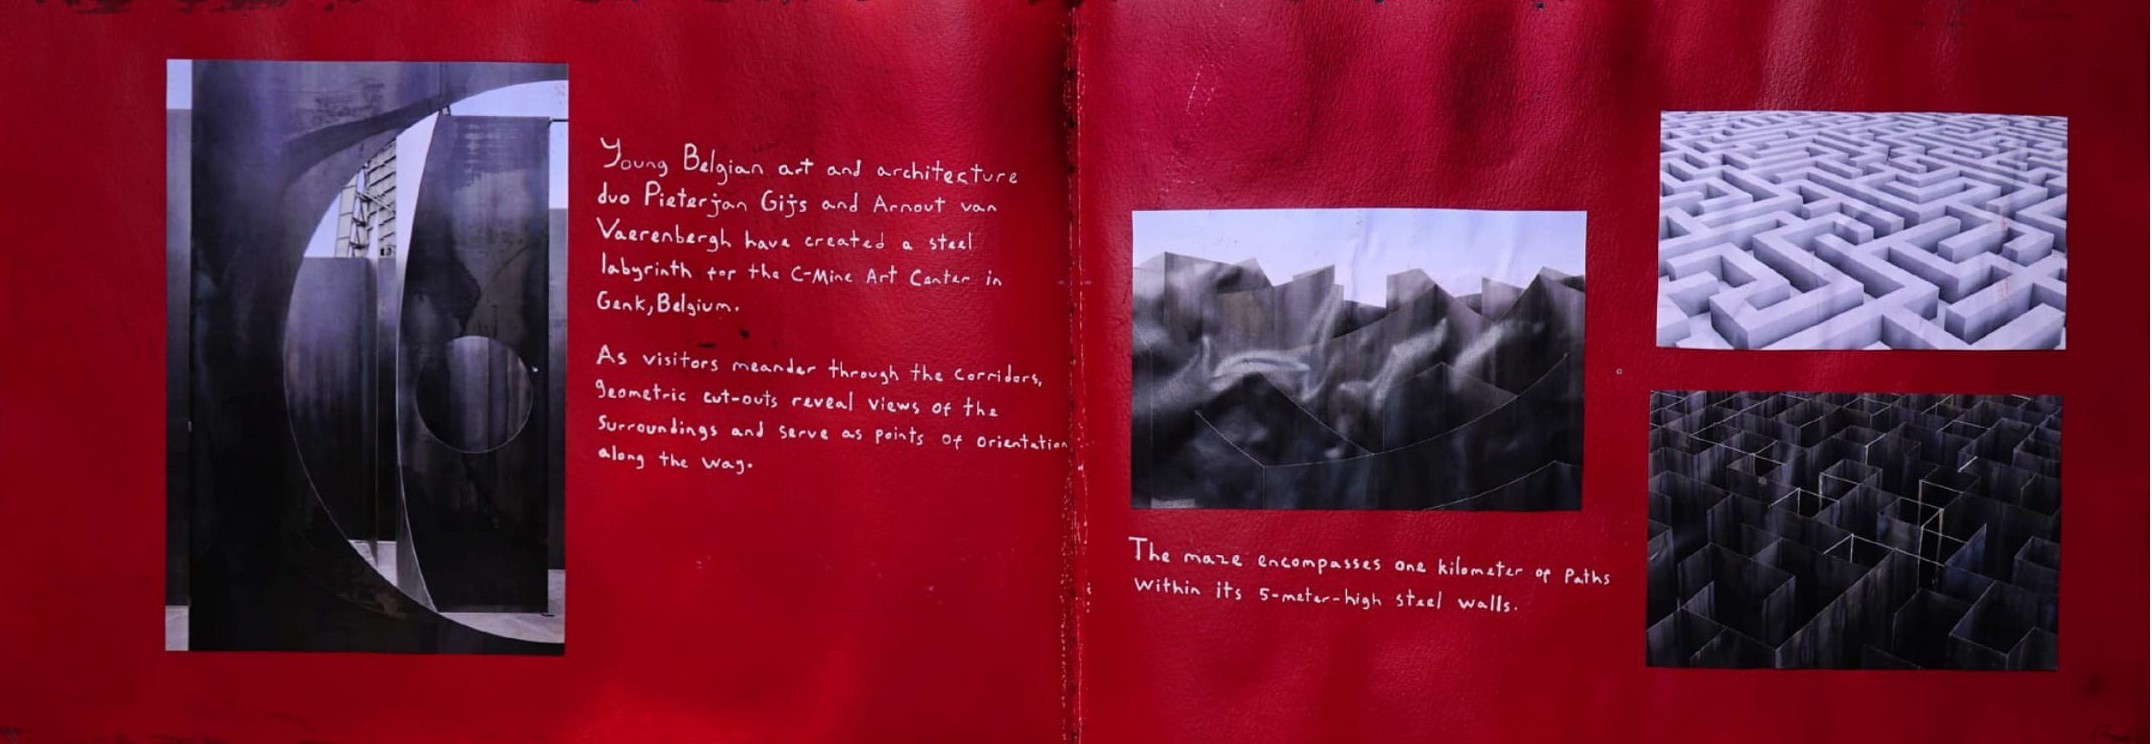 Young Belgian art and architecture
duo Pieterjan Gijs and Arnout van
Vaerenbergh have created a steel
labyrinth for the C-Mine Art Center in
Genk, Belgium.
As visitors meander through the Corridors,
geometric cut-outs reveal views of the
Surroundings and serve as points of orientation
along the way.
The maze encompasses one kilometer of Paths
Within its 5-meter-high steel walls.